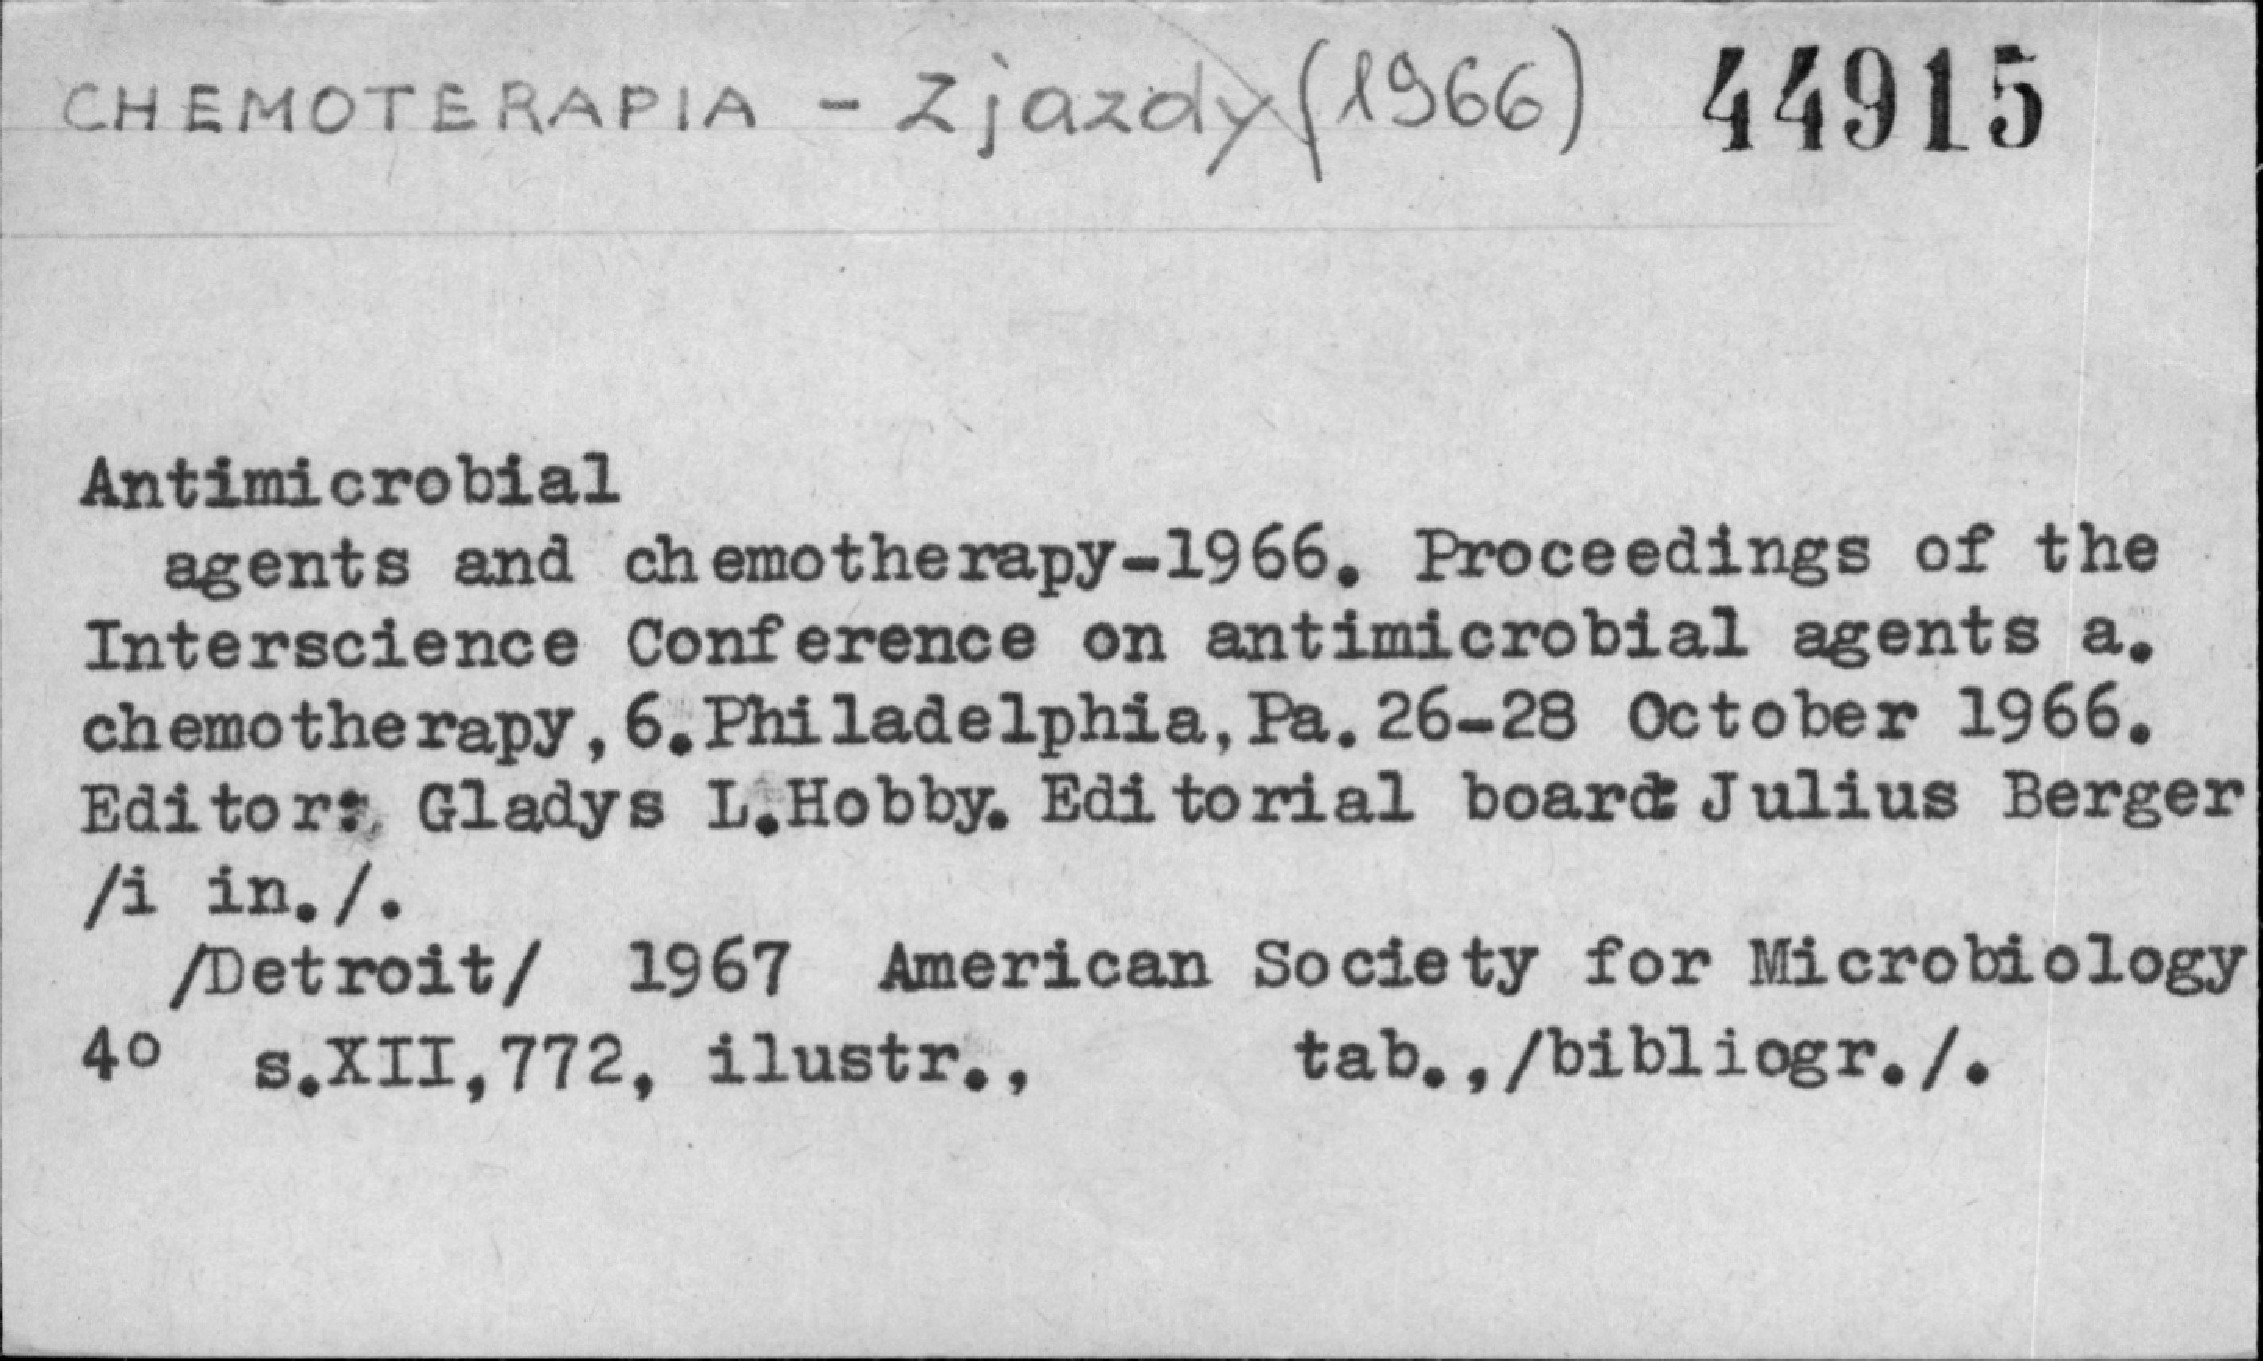 CHEMOTERAPIA - Zjazdy (1966) 44915
Antimicrobial
agents and chemotherapy-1966. Proceedings of the
Interscience Conference on antimicrobial agents a.
chemotherapy, 6. Philadelphia, Pa. 26-28 October 1966.
Editor: Gladys L. Hobby. Editorial board: Julius Berger
/i in./.
/Detroit/ 1967 American Society for Microbiology
4o s.XII,772, ilustr., tab.,/bibliogr./.